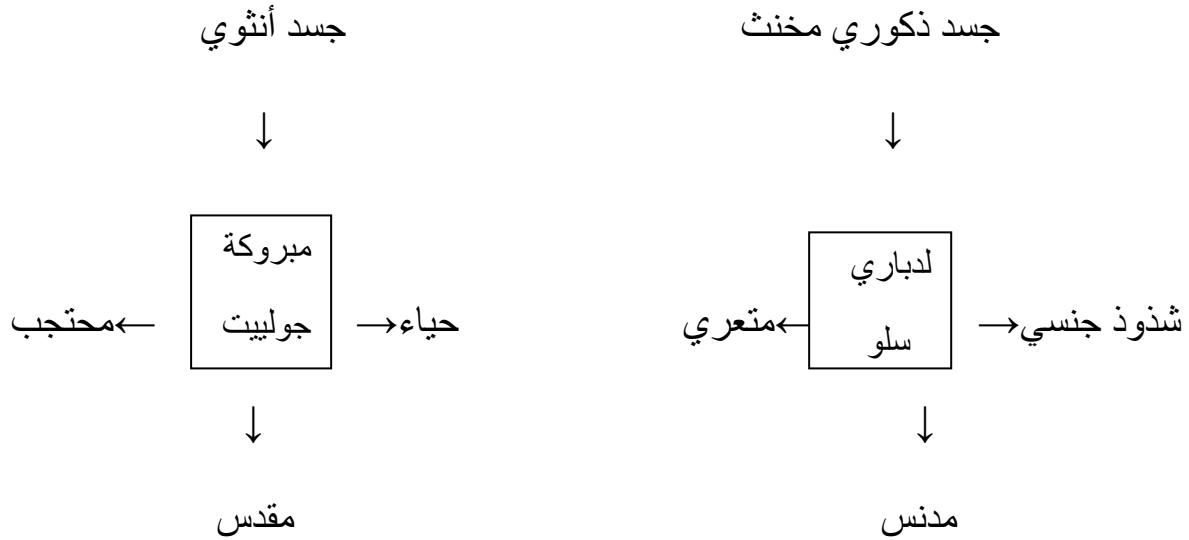 جسد ذكوري مخنث
جسد أنثوي
↓
↓
لدباري
سلو
شذوذ جنسي→
←متعري
مدنس
↓
مبروكة
جولييت
حياء→
←محتجب
↓
مقدس